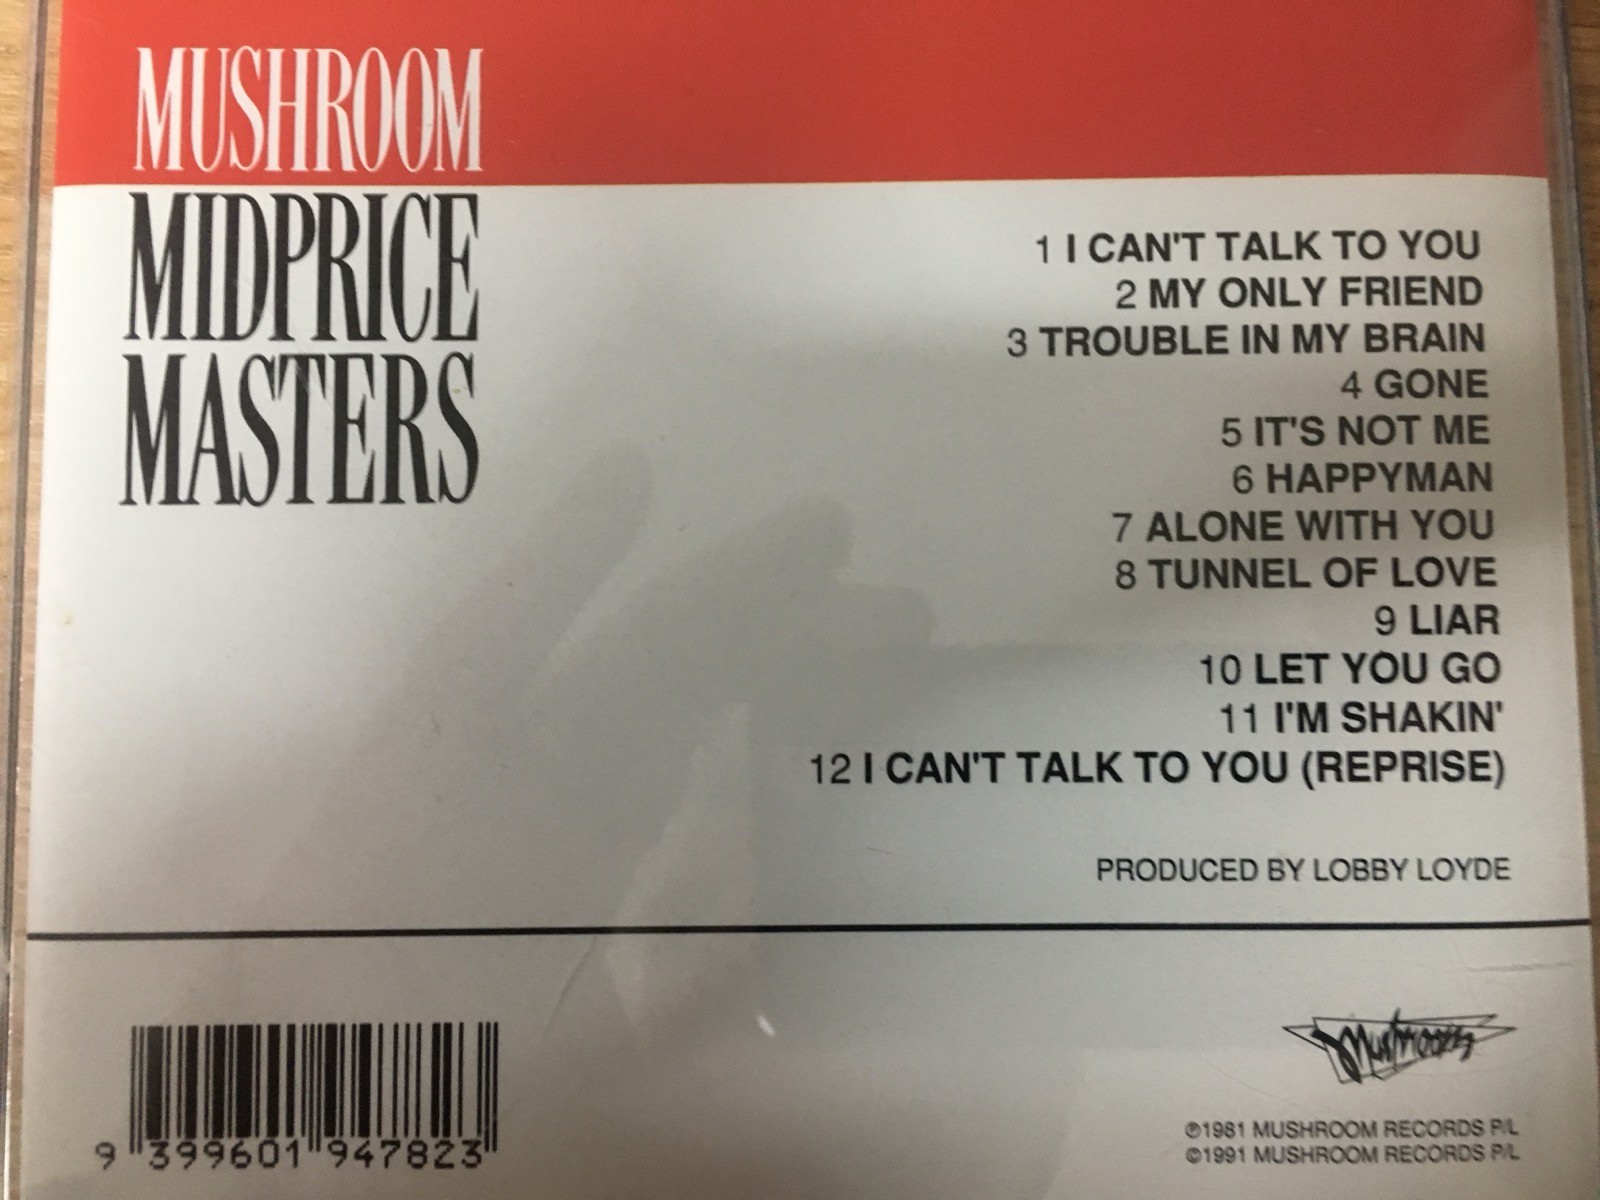 MUSHROOM
MIDPRICE
MASTERS
1 I CAN'T TALK TO YOU
2 MY ONLY FRIEND
3 TROUBLE IN MY BRAIN
4 GONE
5 IT'S NOT ME
6 HAPPYMAN
7 ALONE WITH YOU
8 TUNNEL OF LOVE
9 LIAR
10 LET YOU GO
11 I'M SHAKIN'
12 I CAN'T TALK TO YOU (REPRISE)
PRODUCED BY LOBBY LOYDE
9 399601 947823
Mushroom
℗1981 MUSHROOM RECORDS P/L
©1991 MUSHROOM RECORDS P/L